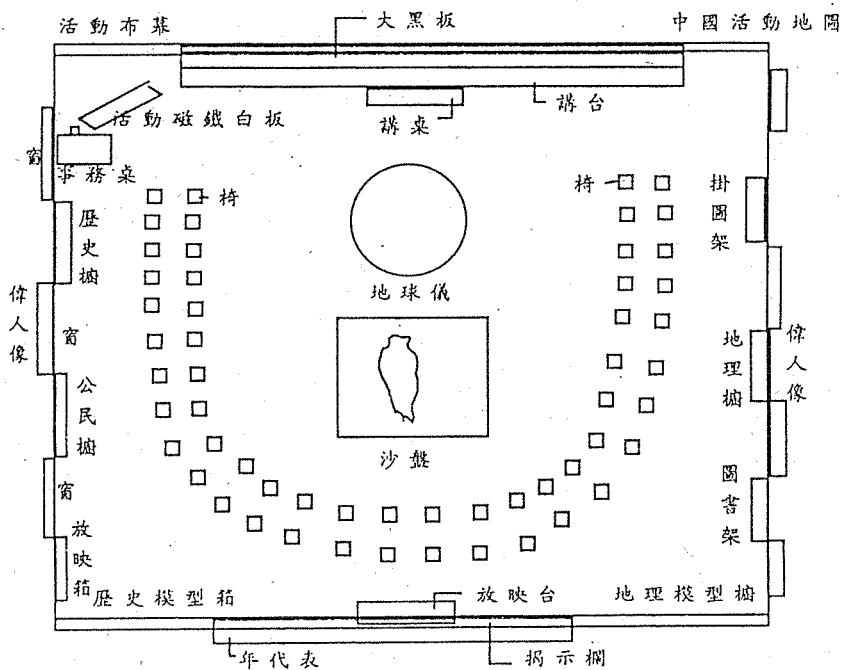 活動布幕
大黑板
中國活動地圖
講台
講桌
活動磁鐵白板
窗
事務桌
椅
椅
掛圖架
歷史櫥
地球儀
偉人像
窗
地理櫥
偉人像
公民櫥
沙盤
窗
圖書架
放映箱
歷史模型箱
放映台
地理模型櫥
年代表
揭示欄